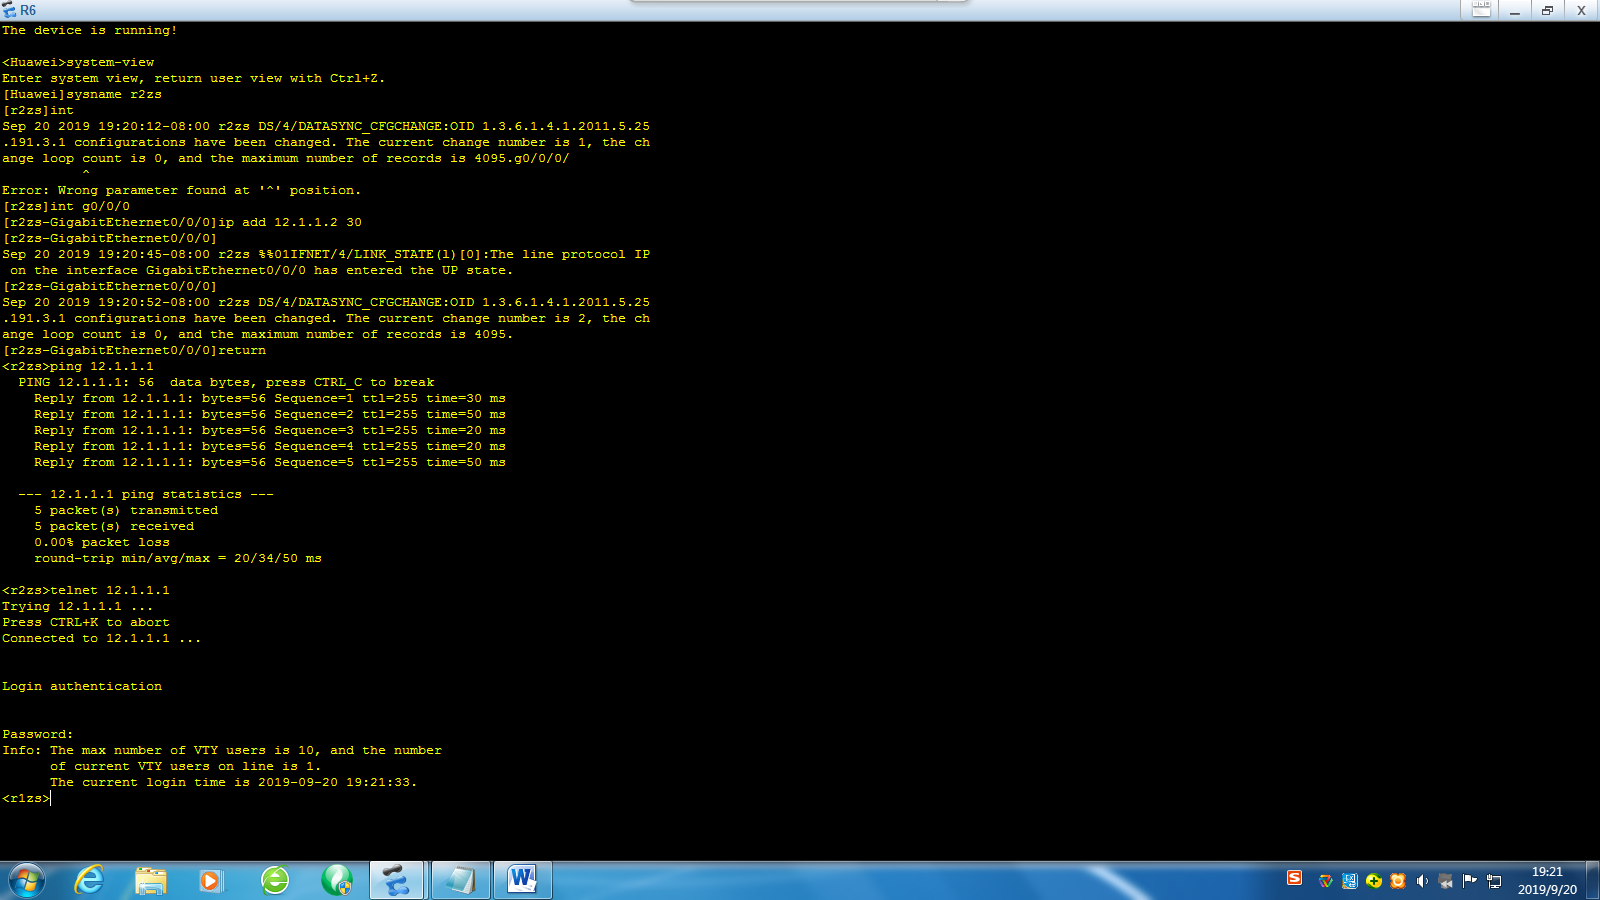 R6
The device is running!
<Huawei>system-view
Enter system view, return user view with Ctrl+Z.
[Huawei]sysname r2zs
[r2zs]int
Sep 20 2019 19:20:12-08:00 r2zs DS/4/DATASYNC_CFGCHANGE:OID 1.3.6.1.4.1.2011.5.25
.191.3.1 configurations have been changed. The current change number is 1, the ch
ange loop count is 0, and the maximum number of records is 4095.g0/0/0/
^
Error: Wrong parameter found at '^' position.
[r2zs]int g0/0/0
[r2zs-GigabitEthernet0/0/0]ip add 12.1.1.2 30
[r2zs-GigabitEthernet0/0/0]
Sep 20 2019 19:20:45-08:00 r2zs %%01IFNET/4/LINK_STATE(l)[0]:The line protocol IP
on the interface GigabitEthernet0/0/0 has entered the UP state.
[r2zs-GigabitEthernet0/0/0]
Sep 20 2019 19:20:52-08:00 r2zs DS/4/DATASYNC_CFGCHANGE:OID 1.3.6.1.4.1.2011.5.25
.191.3.1 configurations have been changed. The current change number is 2, the ch
ange loop count is 0, and the maximum number of records is 4095.
[r2zs-GigabitEthernet0/0/0]return
<r2zs>ping 12.1.1.1
PING 12.1.1.1: 56  data bytes, press CTRL_C to break
Reply from 12.1.1.1: bytes=56 Sequence=1 ttl=255 time=30 ms
Reply from 12.1.1.1: bytes=56 Sequence=2 ttl=255 time=50 ms
Reply from 12.1.1.1: bytes=56 Sequence=3 ttl=255 time=20 ms
Reply from 12.1.1.1: bytes=56 Sequence=4 ttl=255 time=20 ms
Reply from 12.1.1.1: bytes=56 Sequence=5 ttl=255 time=50 ms
--- 12.1.1.1 ping statistics ---
5 packet(s) transmitted
5 packet(s) received
0.00% packet loss
round-trip min/avg/max = 20/34/50 ms
<r2zs>telnet 12.1.1.1
Trying 12.1.1.1 ...
Press CTRL+K to abort
Connected to 12.1.1.1 ...
Login authentication
Password:
Info: The max number of VTY users is 10, and the number
of current VTY users on line is 1.
The current login time is 2019-09-20 19:21:33.
<r1zs>
19:21
2019/9/20